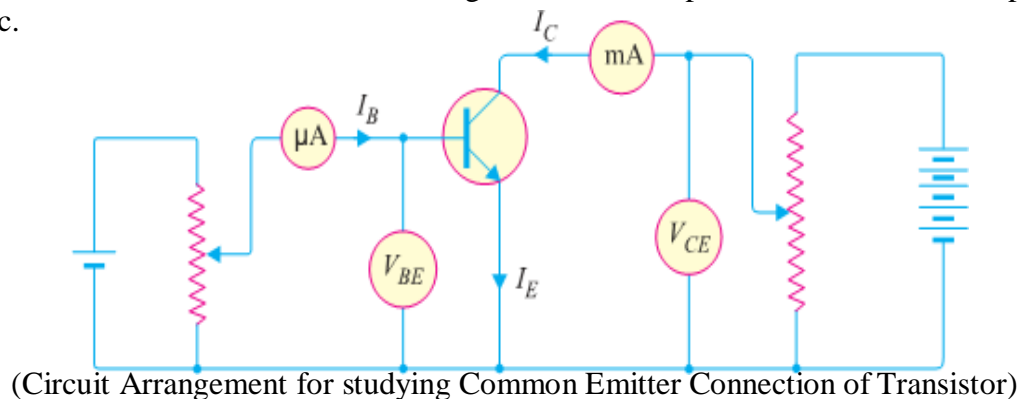 c.
I_C
mA
I_B
μA
V_BE
V_CE
I_E
(Circuit Arrangement for studying Common Emitter Connection of Transistor)